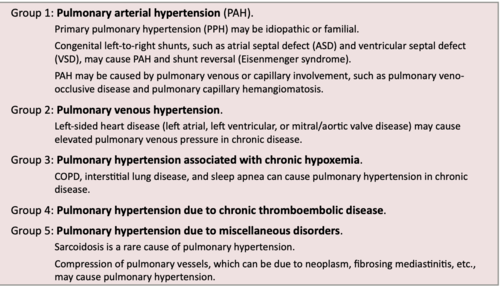 Group 1: Pulmonary arterial hypertension (PAH).
Primary pulmonary hypertension (PPH) may be idiopathic or familial.
Congenital left-to-right shunts, such as atrial septal defect (ASD) and ventricular septal defect
(VSD), may cause PAH and shunt reversal (Eisenmenger syndrome).
PAH may be caused by pulmonary venous or capillary involvement, such as pulmonary veno-
occlusive disease and pulmonary capillary hemangiomatosis.
Group 2: Pulmonary venous hypertension.
Left-sided heart disease (left atrial, left ventricular, or mitral/aortic valve disease) may cause
elevated pulmonary venous pressure in chronic disease.
Group 3: Pulmonary hypertension associated with chronic hypoxemia.
COPD, interstitial lung disease, and sleep apnea can cause pulmonary hypertension in chronic
disease.
Group 4: Pulmonary hypertension due to chronic thromboembolic disease.
Group 5: Pulmonary hypertension due to miscellaneous disorders.
Sarcoidosis is a rare cause of pulmonary hypertension.
Compression of pulmonary vessels, which can be due to neoplasm, fibrosing mediastinitis, etc.,
may cause pulmonary hypertension.